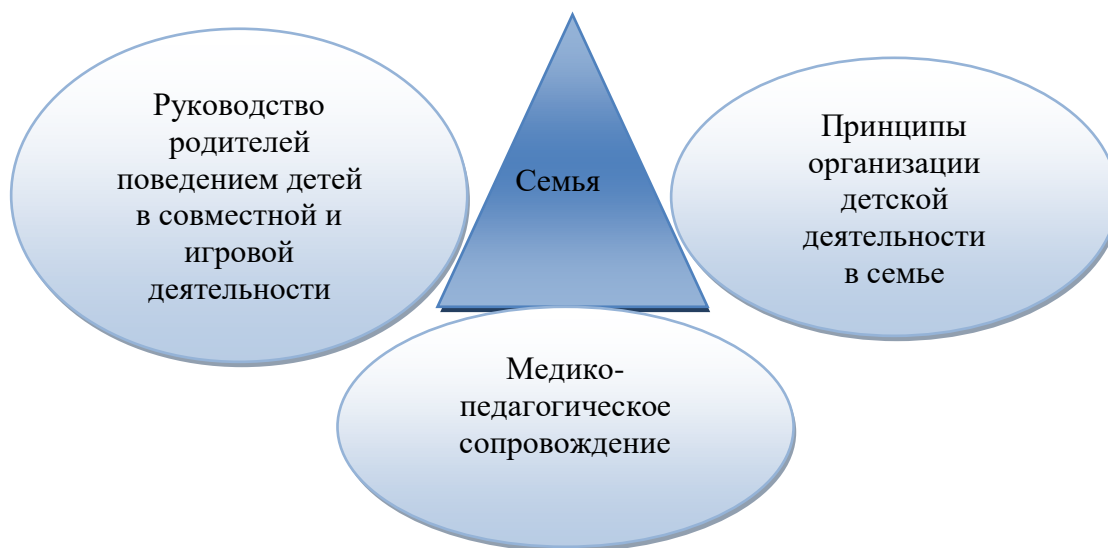 Руководство
родителей
поведением детей
в совместной и
игровой
деятельности
Семья
Принципы
организации
детской
деятельности
в семье
Медико-
педагогическое
сопровождение